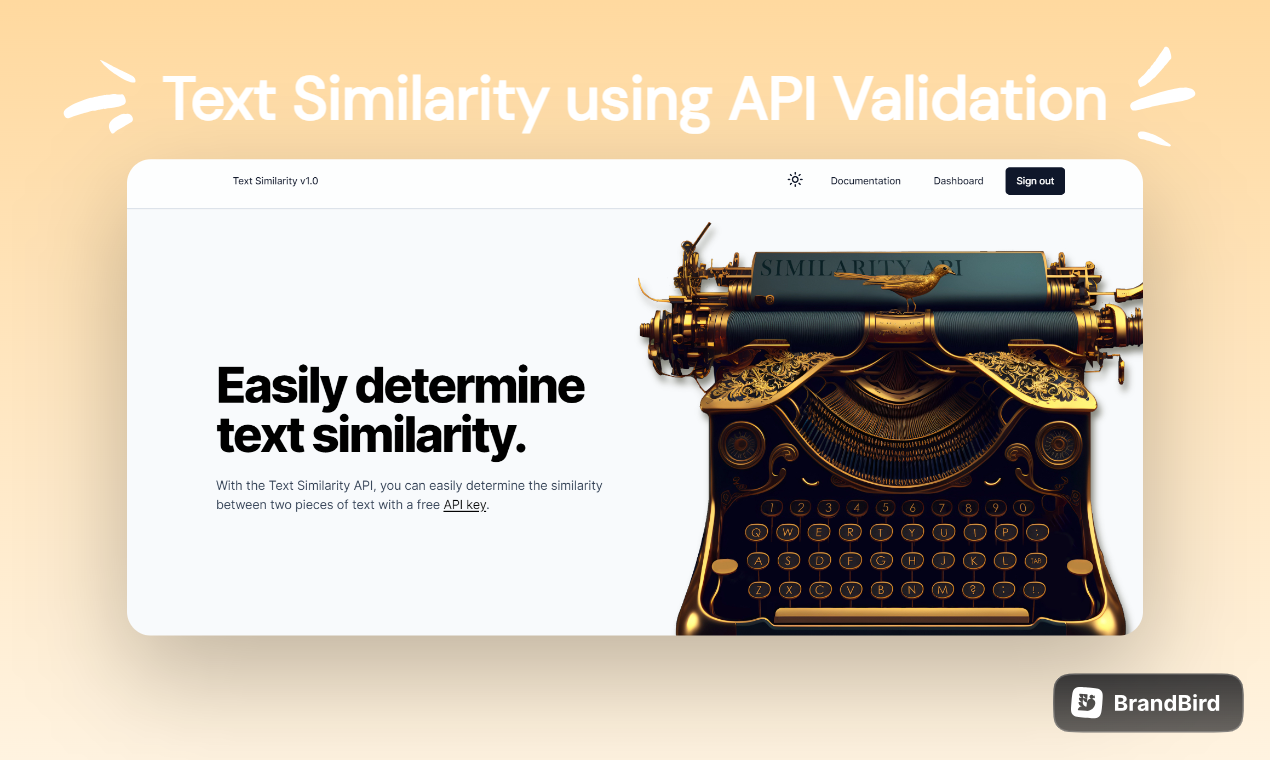 Text Similarity using API Validation
Text Similarity v1.0
Documentation
Dashboard
Sign out
SIMILARITY API
Easily determine
text similarity.
With the Text Similarity API, you can easily determine the similarity
between two pieces of text with a free API key.
1 2 3 4 5 6 7 8 9 0
Q W E R T Y U I P :
A S D F G H J K L TAB
Z X C V B N M ? : !
BrandBird